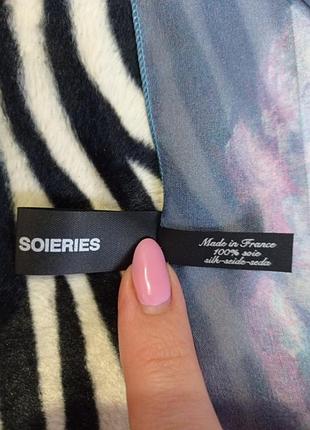 SOIERIES
Made in France
100% soie
silk-seide-seda